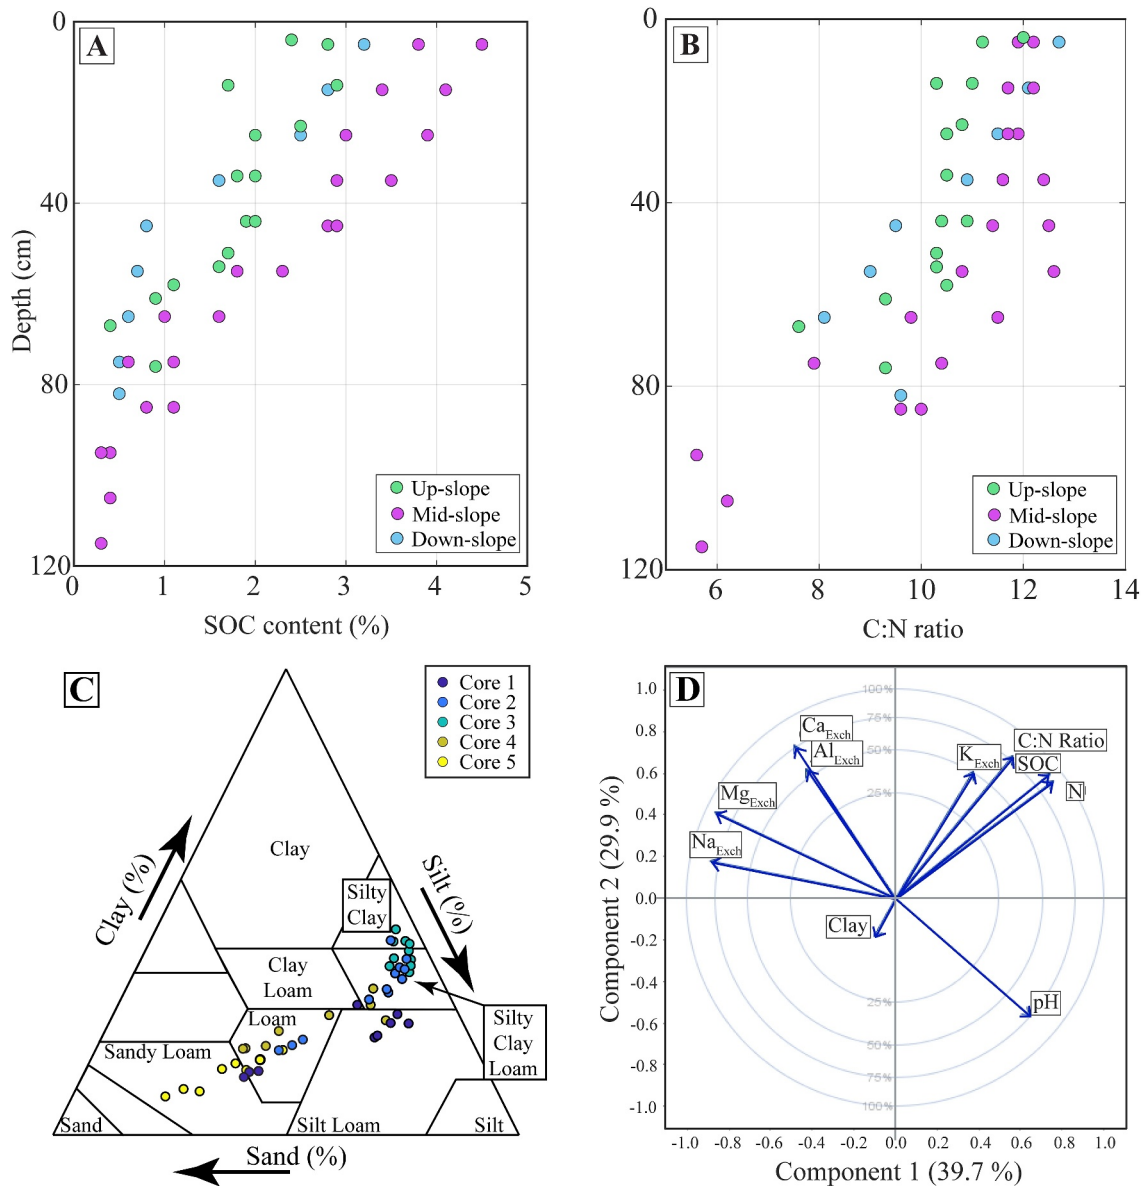 A
0
40
80
120
Depth (cm)
0 1 2 3 4 5
SOC content (%)
Up-slope
Mid-slope
Down-slope
B
0
40
80
120
6 8 10 12 14
C:N ratio
Up-slope
Mid-slope
Down-slope
C
Core 1
Core 2
Core 3
Core 4
Core 5
Clay (%)
Silt (%)
Sand (%)
Clay
Silty
Clay
Clay
Loam
Loam
Silty
Clay
Loam
Sandy Loam
Sand
Silt Loam
Silt
D
1.0
0.8
0.6
0.4
0.2
0.0
-0.2
-0.4
-0.6
-0.8
-1.0
Component 2 (29.9 %)
100%
75%
50%
25%
25%
50%
75%
100%
CaExch
AlExch
KExch
C:N Ratio
SOC
N
MgExch
NaExch
Clay
pH
-1.0 -0.8 -0.6 -0.4 -0.2 0.0 0.2 0.4 0.6 0.8 1.0
Component 1 (39.7 %)